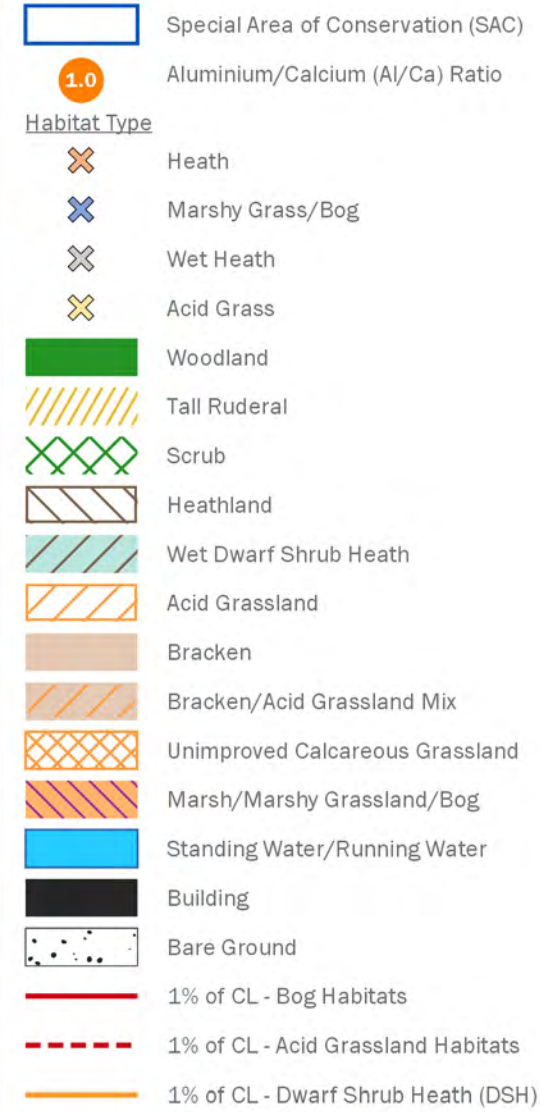 Special Area of Conservation (SAC)
1.0 Aluminium/Calcium (Al/Ca) Ratio
Habitat Type
Heath
Marshy Grass/Bog
Wet Heath
Acid Grass
Woodland
Tall Ruderal
Scrub
Heathland
Wet Dwarf Shrub Heath
Acid Grassland
Bracken
Bracken/Acid Grassland Mix
Unimproved Calcareous Grassland
Marsh/Marshy Grassland/Bog
Standing Water/Running Water
Building
Bare Ground
1% of CL - Bog Habitats
1% of CL - Acid Grassland Habitats
1% of CL - Dwarf Shrub Heath (DSH)